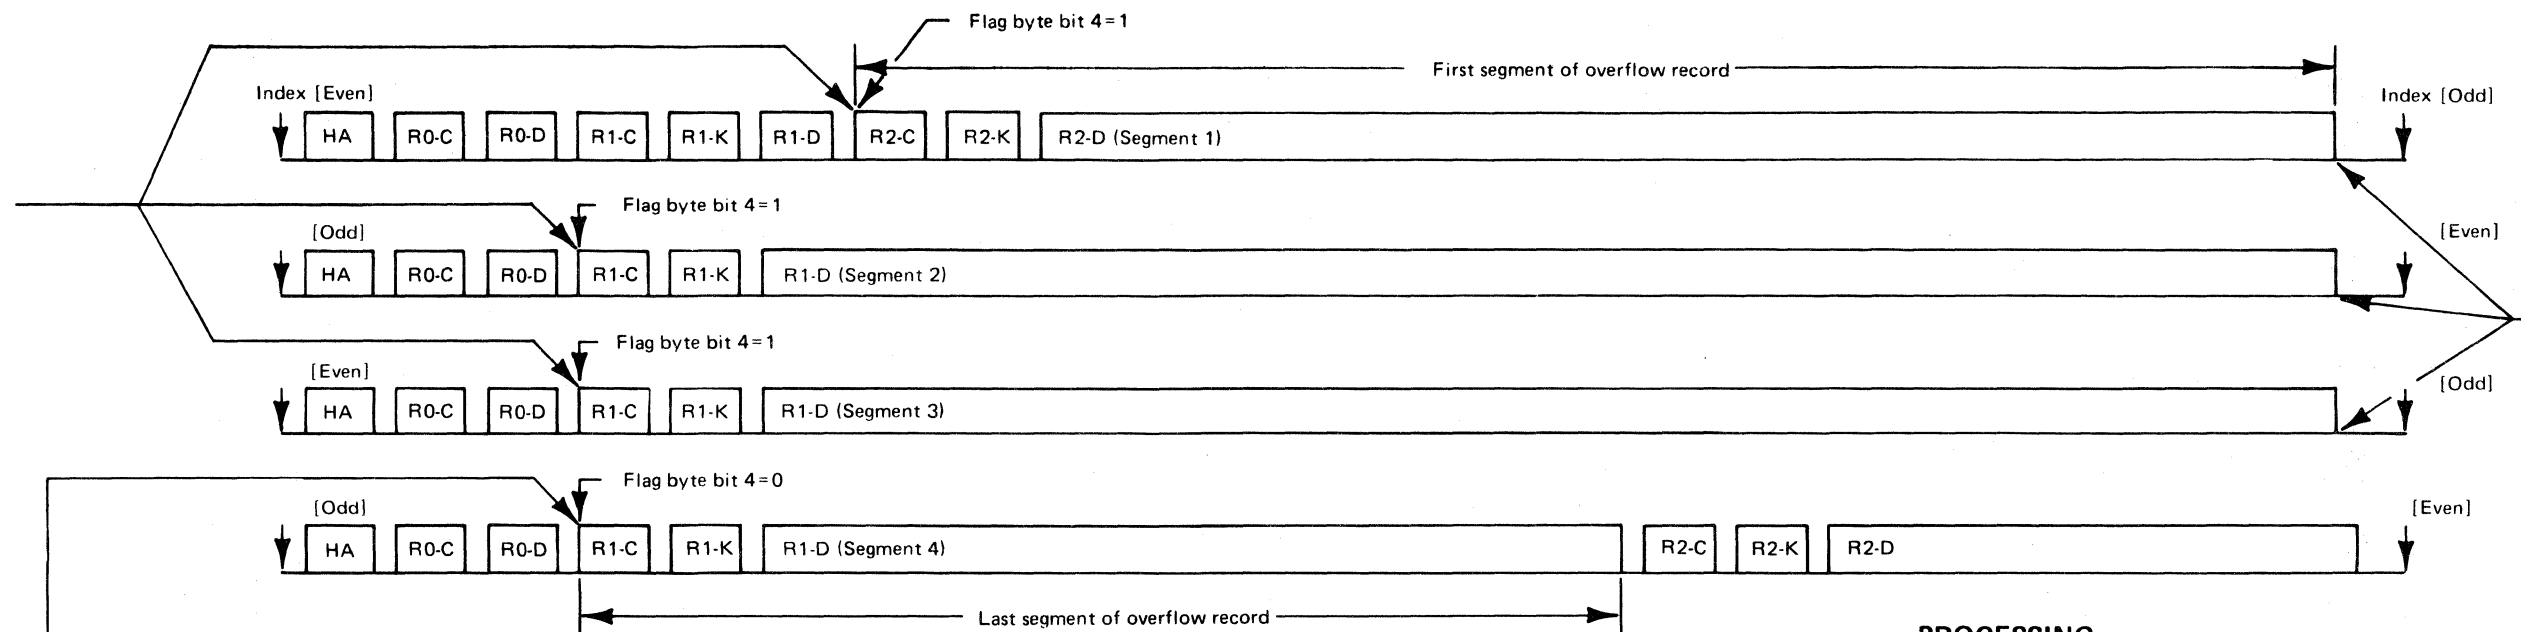 Flag byte bit 4=1
First segment of overflow record
Index [Even]
Index [Odd]
HA R0-C R0-D R1-C R1-K R1-D R2-C R2-K R2-D (Segment 1)
Flag byte bit 4=1
[Odd]
[Even]
HA R0-C R0-D R1-C R1-K R1-D (Segment 2)
Flag byte bit 4=1
[Even]
[Odd]
HA R0-C R0-D R1-C R1-K R1-D (Segment 3)
Flag byte bit 4=0
[Odd]
[Even]
HA R0-C R0-D R1-C R1-K R1-D (Segment 4) R2-C R2-K R2-D
Last segment of overflow record
PROCESSING